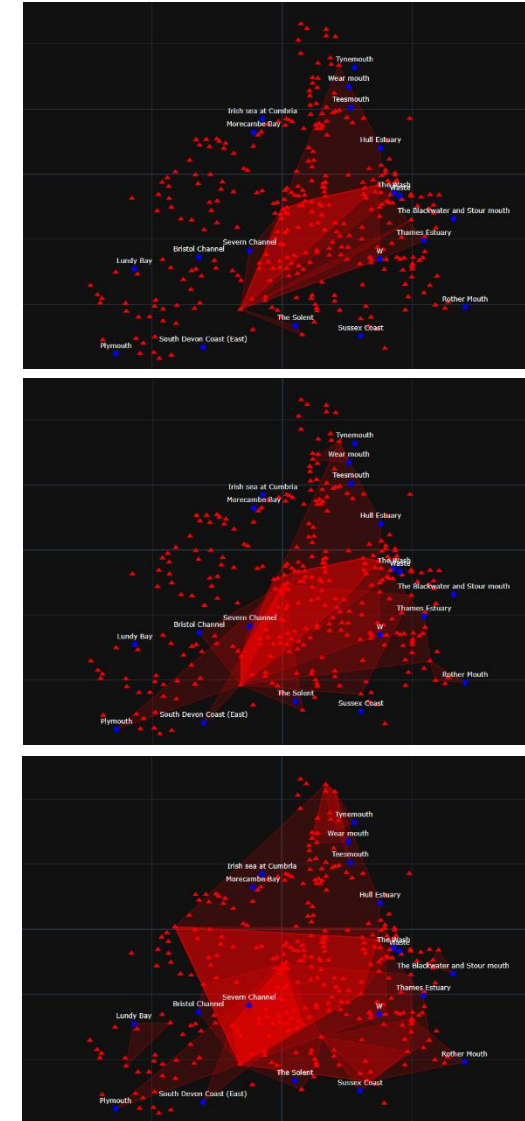 Tynemouth
Wear mouth
Teesmouth
Irish sea at Cumbria
Morecambe Bay
Hull Estuary
The Wash
Waste
The Blackwater and Stour mouth
Thames Estuary
Severn Channel
Bristol Channel
W
Lundy Bay
Rother Mouth
The Solent
Sussex Coast
South Devon Coast (East)
Plymouth
Tynemouth
Wear mouth
Teesmouth
Irish sea at Cumbria
Morecambe Bay
Hull Estuary
The Wash
Waste
The Blackwater and Stour mouth
Thames Estuary
Severn Channel
Bristol Channel
W
Lundy Bay
Rother Mouth
The Solent
Sussex Coast
South Devon Coast (East)
Plymouth
Tynemouth
Wear mouth
Teesmouth
Irish sea at Cumbria
Morecambe Bay
Hull Estuary
The Wash
Waste
The Blackwater and Stour mouth
Thames Estuary
Severn Channel
Bristol Channel
W
Lundy Bay
Rother Mouth
The Solent
Sussex Coast
South Devon Coast (East)
Plymouth